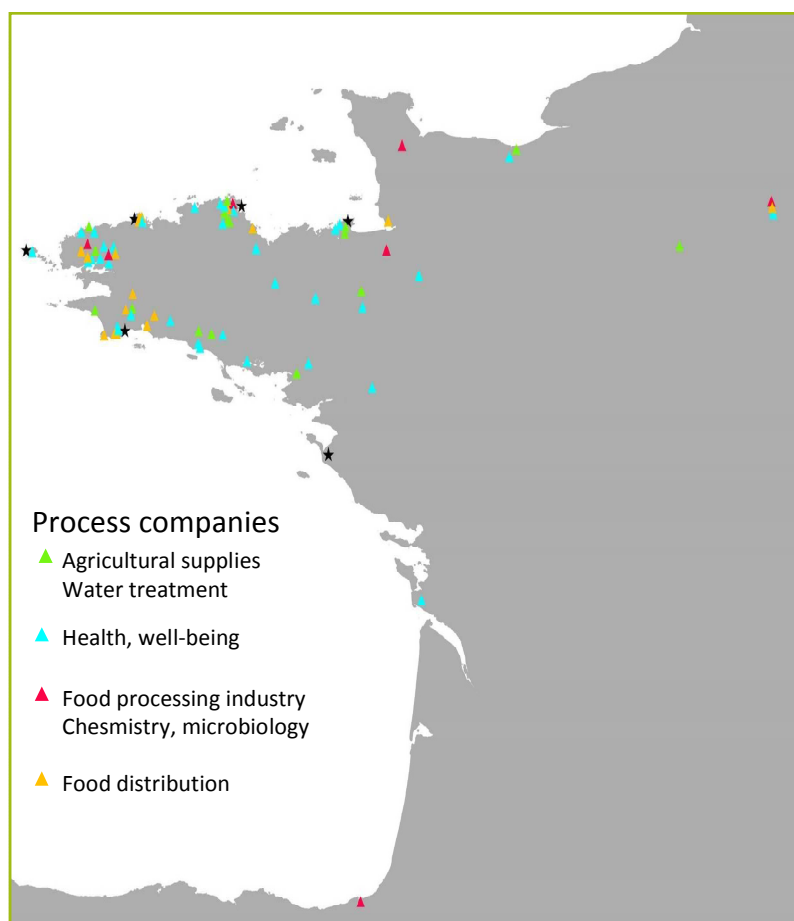 Process companies
Agricultural supplies
Water treatment
Health, well-being
Food processing industry
Chesmistry, microbiology
Food distribution